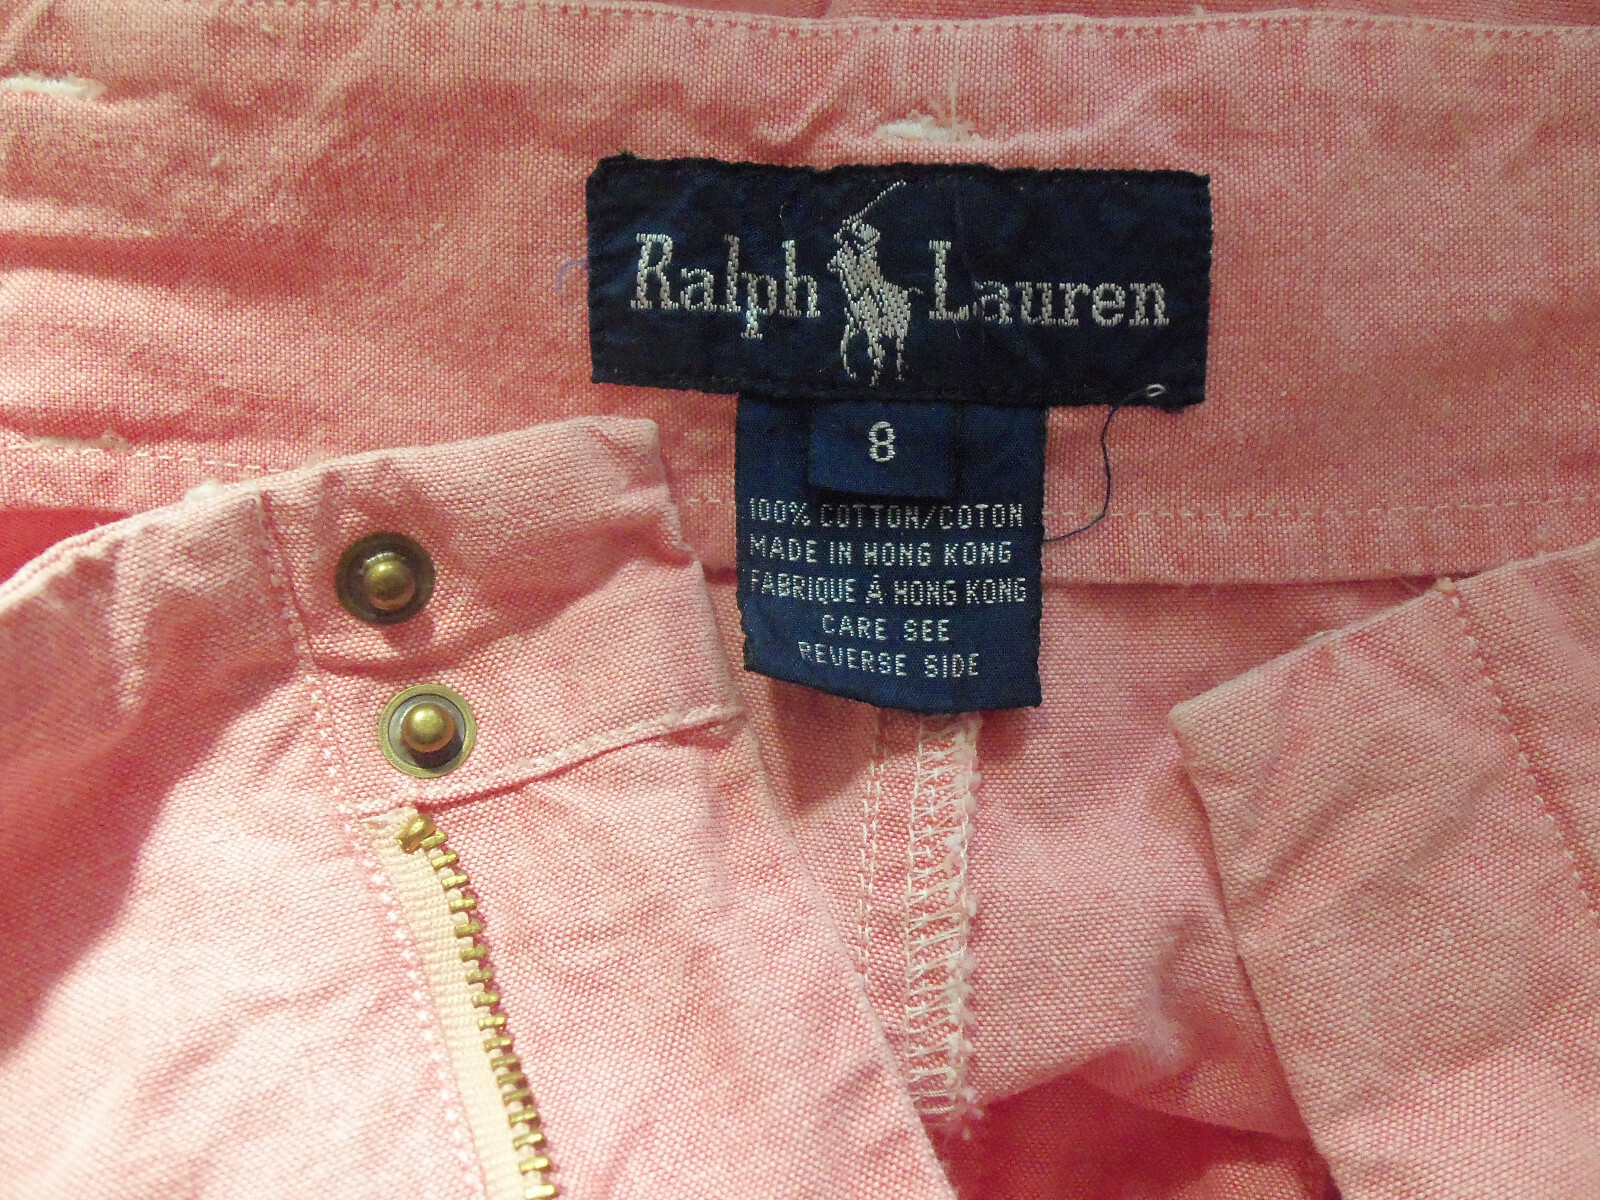 Ralph Lauren
8
100% COTTON/COTON
MADE IN HONG KONG
FABRIQUE À HONG KONG
CARE SEE
REVERSE SIDE